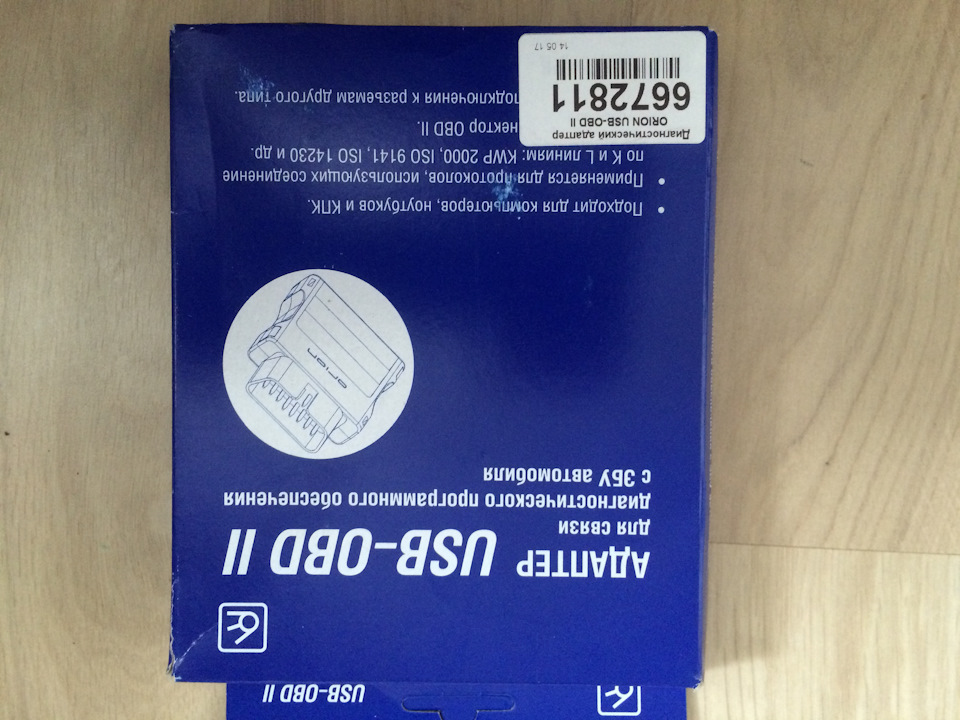 USB-OBD II
АДАПТЕР USB-OBD II
для связи
диагностического программного обеспечения
с ЭБУ автомобиля
orion
Подходит для компьютеров, ноутбуков и КПК.
Применяется для протоколов, использующих соединение
по K и L линиям: KWP 2000, ISO 9141, ISO 14230 и др.
OBD II.
подключения к разъемам другого типа.
Диагностический адаптер
ORION USB-OBD II
6672811
14 05 17